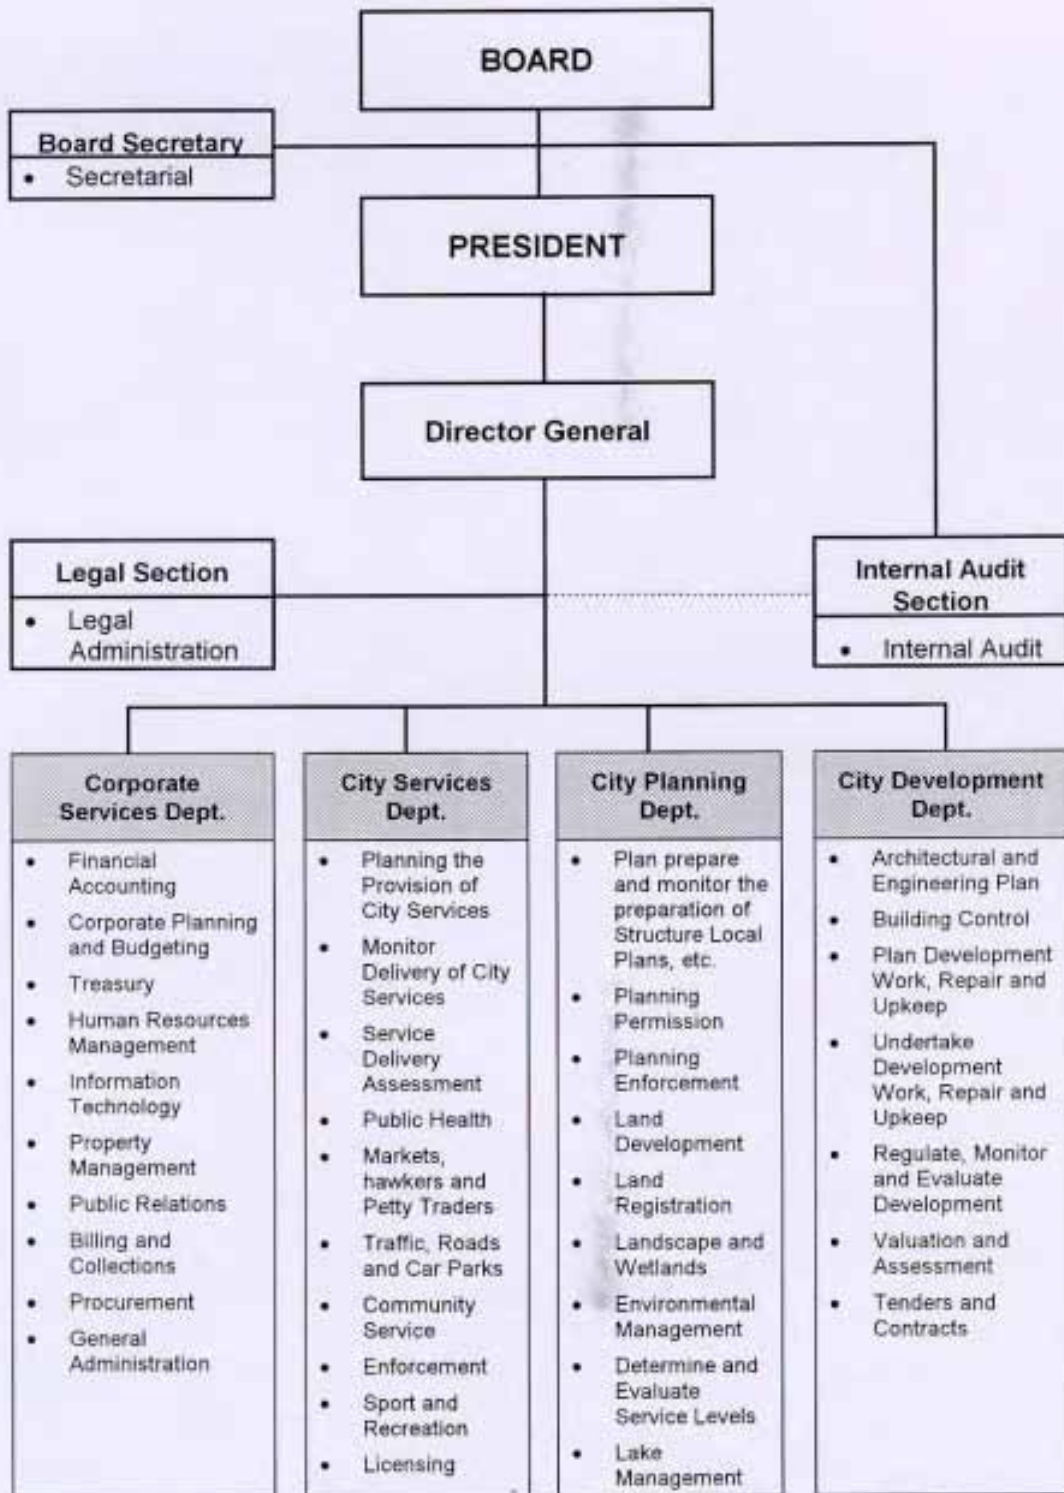 BOARD
Board Secretary
• Secretarial
PRESIDENT
Director General
Legal Section
• Legal
Administration
Internal Audit
Section
• Internal Audit
Corporate
Services Dept.
• Financial
Accounting
• Corporate Planning
and Budgeting
• Treasury
• Human Resources
Management
• Information
Technology
• Property
Management
• Public Relations
• Billing and
Collections
• Procurement
• General
Administration
City Services
Dept.
• Planning the
Provision of
City Services
• Monitor
Delivery of City
Services
• Service
Delivery
Assessment
• Public Health
• Markets,
hawkers and
Petty Traders
• Traffic, Roads
and Car Parks
• Community
Service
• Enforcement
• Sport and
Recreation
• Licensing
City Planning
Dept.
• Plan prepare
and monitor the
preparation of
Structure Local
Plans, etc.
• Planning
Permission
• Planning
Enforcement
• Land
Development
• Land
Registration
• Landscape and
Wetlands
• Environmental
Management
• Determine and
Evaluate
Service Levels
• Lake
Management
City Development
Dept.
• Architectural and
Engineering Plan
• Building Control
• Plan Development
Work, Repair and
Upkeep
• Undertake
Development
Work, Repair and
Upkeep
• Regulate, Monitor
and Evaluate
Development
• Valuation and
Assessment
• Tenders and
Contracts